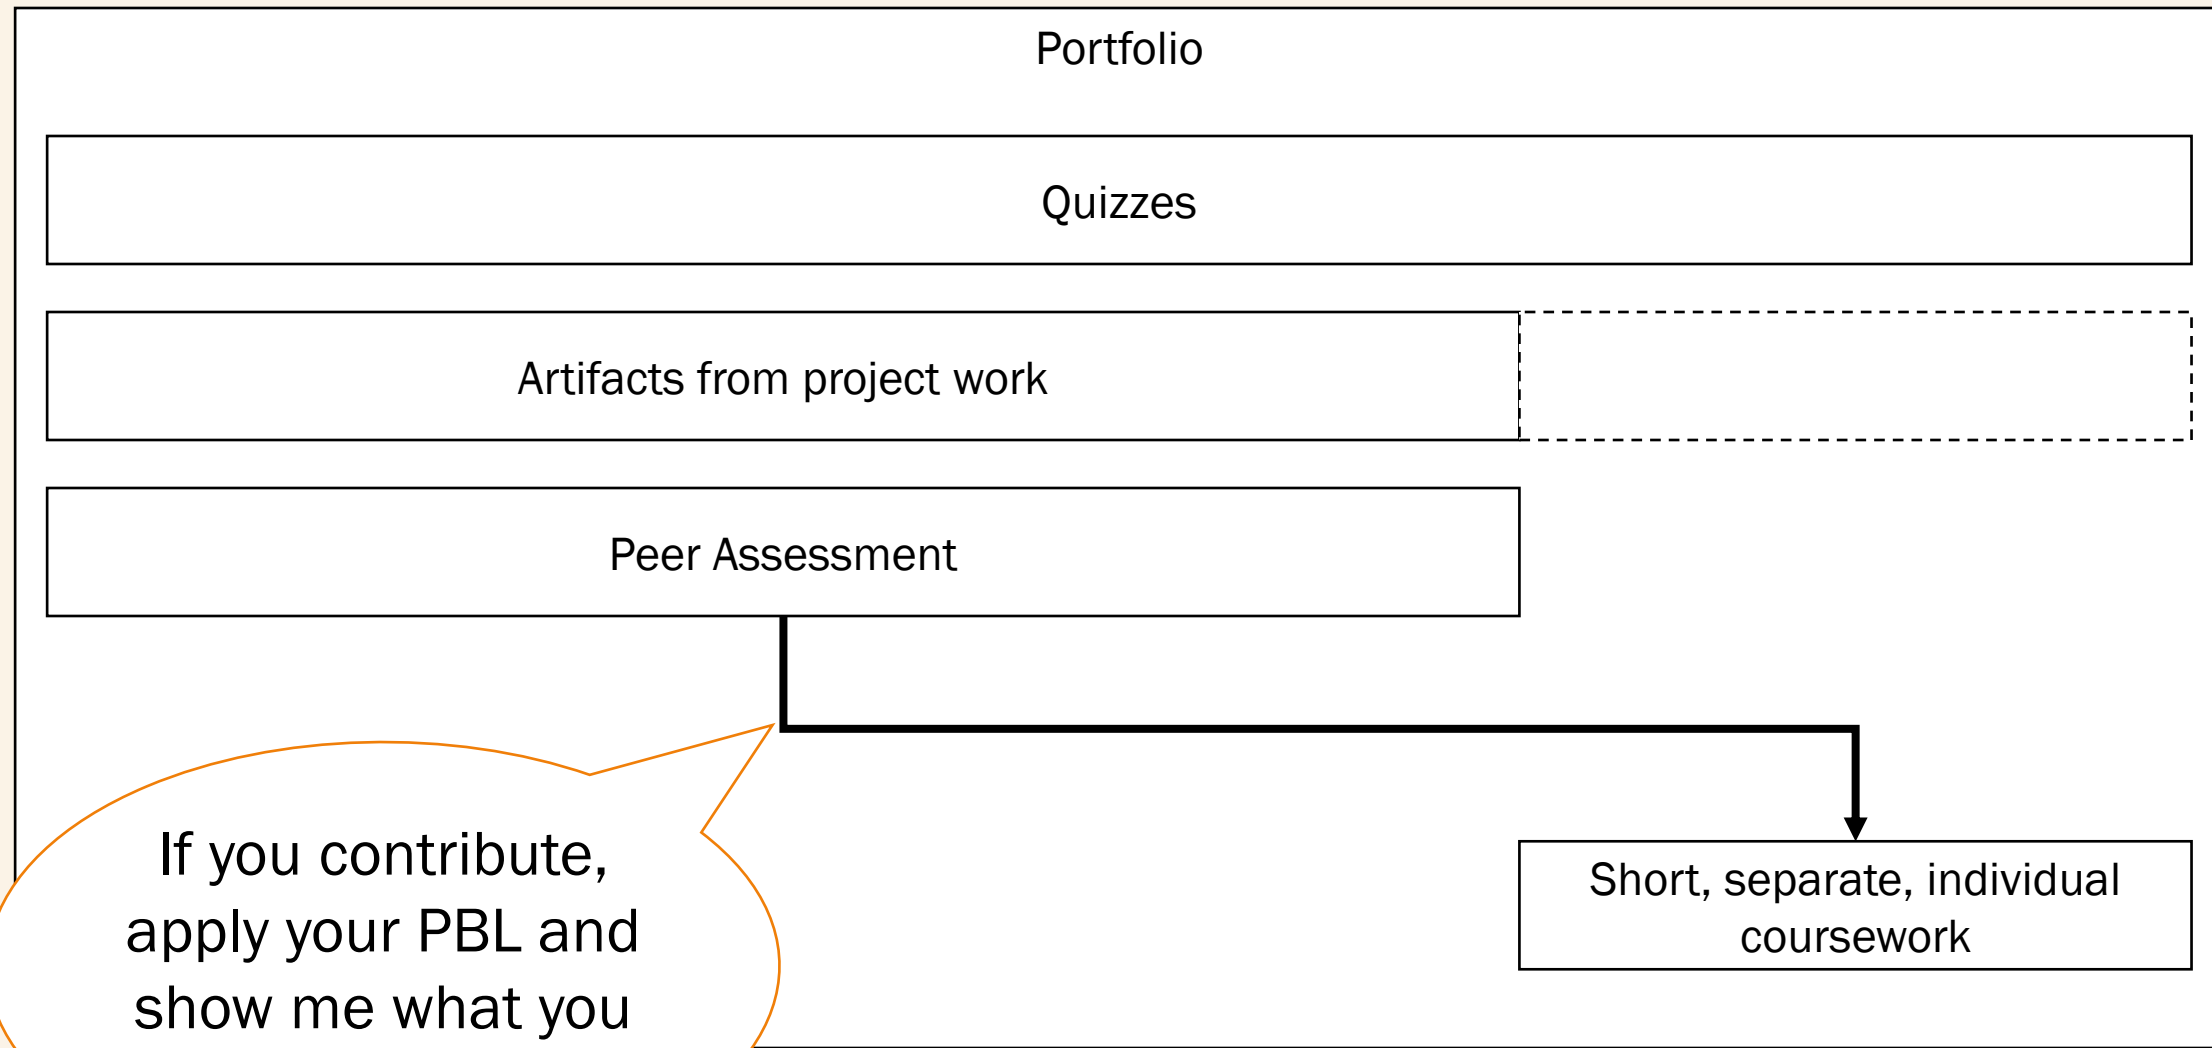 Portfolio
Quizzes
Artifacts from project work
Peer Assessment
If you contribute,
apply your PBL and
show me what you
Short, separate, individual
coursework